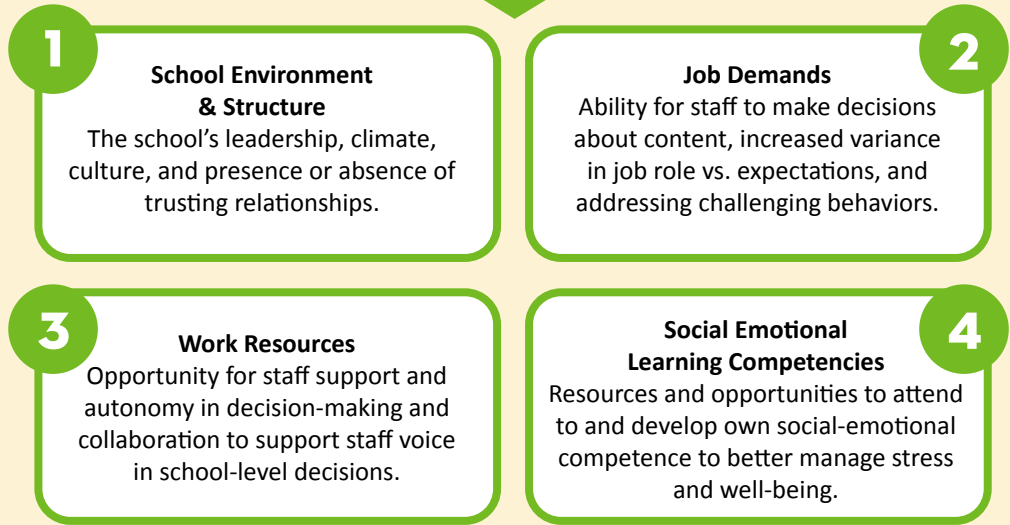 1
School Environment
& Structure
The school’s leadership, climate,
culture, and presence or absence of
trusting relationships.
2
Job Demands
Ability for staff to make decisions
about content, increased variance
in job role vs. expectations, and
addressing challenging behaviors.
3
Work Resources
Opportunity for staff support and
autonomy in decision-making and
collaboration to support staff voice
in school-level decisions.
4
Social Emotional
Learning Competencies
Resources and opportunities to attend
to and develop own social-emotional
competence to better manage stress
and well-being.